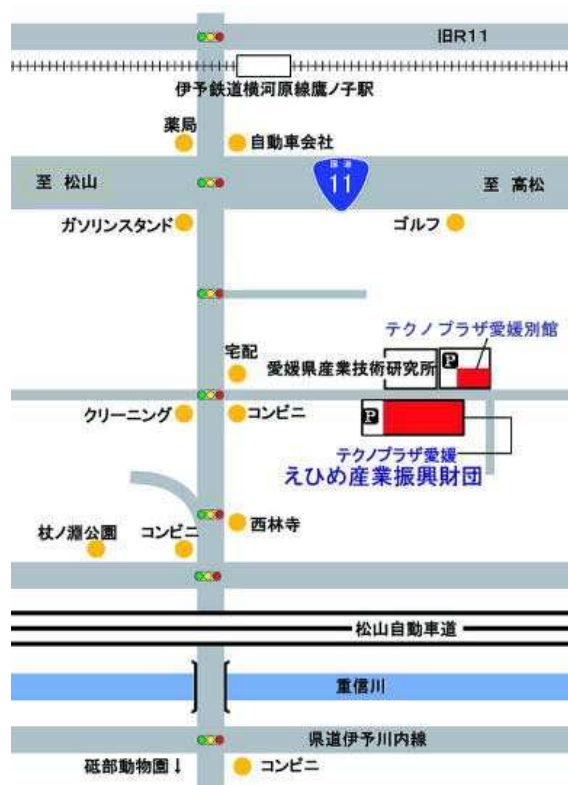 旧R11
伊予鉄道横河原線鷹ノ子駅
薬局
自動車会社
至 松山
国道
11
至 高松
ガソリンスタンド
ゴルフ
テクノプラザ愛媛別館
宅配
愛媛県産業技術研究所
P
クリーニング
コンビニ
P
テクノプラザ愛媛
えひめ産業振興財団
杖ノ淵公園
コンビニ
西林寺
松山自動車道
重信川
県道伊予川内線
砥部動物園↓
コンビニ